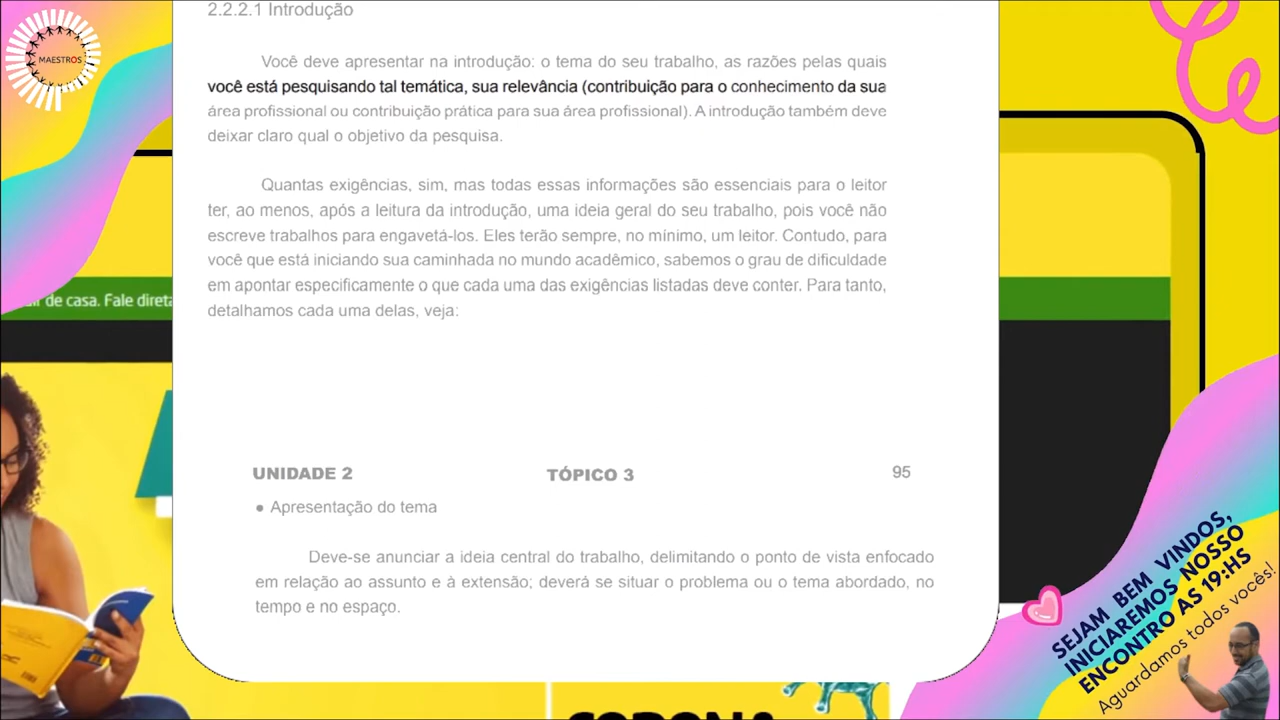 MAESTROS
2.2.2.1 Introdução
Você deve apresentar na introdução: o tema do seu trabalho, as razões pelas quais
você está pesquisando tal temática, sua relevância (contribuição para o conhecimento da sua
área profissional ou contribuição prática para sua área profissional). A introdução também deve
deixar claro qual o objetivo da pesquisa.
Quantas exigências, sim, mas todas essas informações são essenciais para o leitor
ter, ao menos, após a leitura da introdução, uma ideia geral do seu trabalho, pois você não
escreve trabalhos para engavetá-los. Eles terão sempre, no mínimo, um leitor. Contudo, para
você que está iniciando sua caminhada no mundo acadêmico, sabemos o grau de dificuldade
em apontar especificamente o que cada uma das exigências listadas deve conter. Para tanto,
detalhamos cada uma delas, veja:
de casa. Fale direta
UNIDADE 2 TÓPICO 3 95
• Apresentação do tema
Deve-se anunciar a ideia central do trabalho, delimitando o ponto de vista enfocado
em relação ao assunto e à extensão; deverá se situar o problema ou o tema abordado, no
tempo e no espaço.
SEJAM BEM VINDOS,
INICIAREMOS NOSSO
ENCONTRO AS 19:HS
Aguardamos todos vocês!